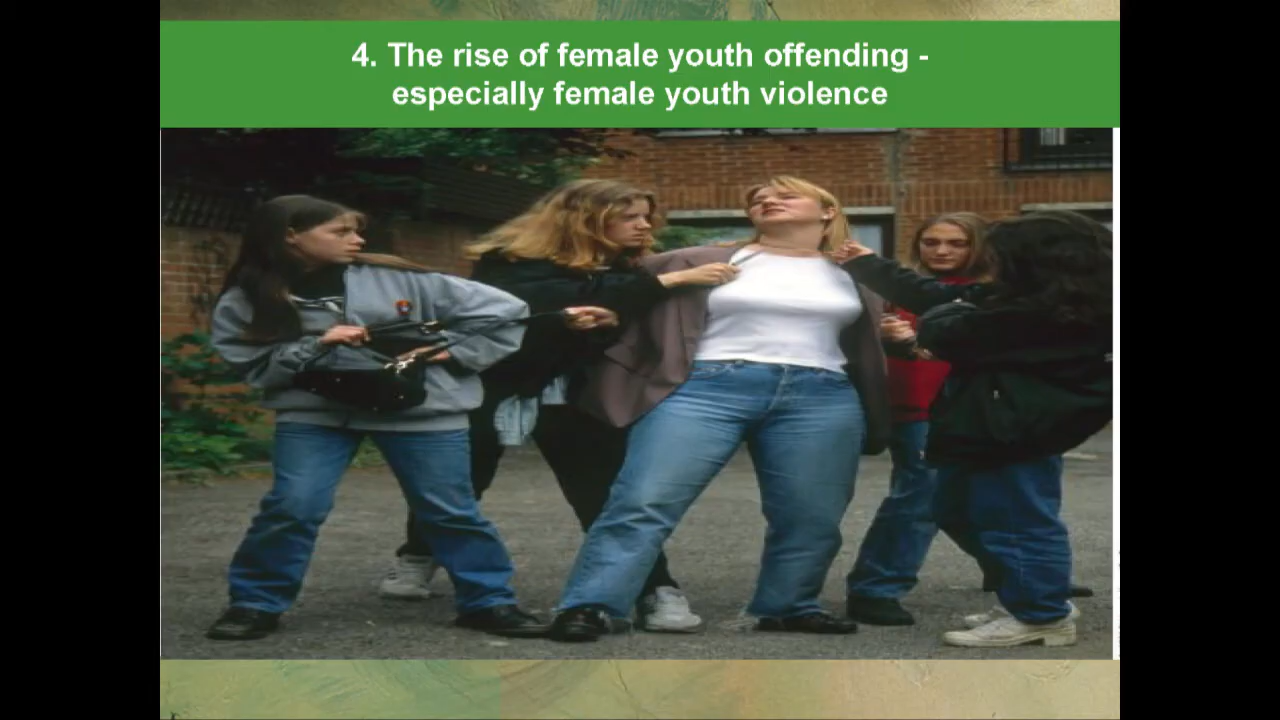 4. The rise of female youth offending -
especially female youth violence